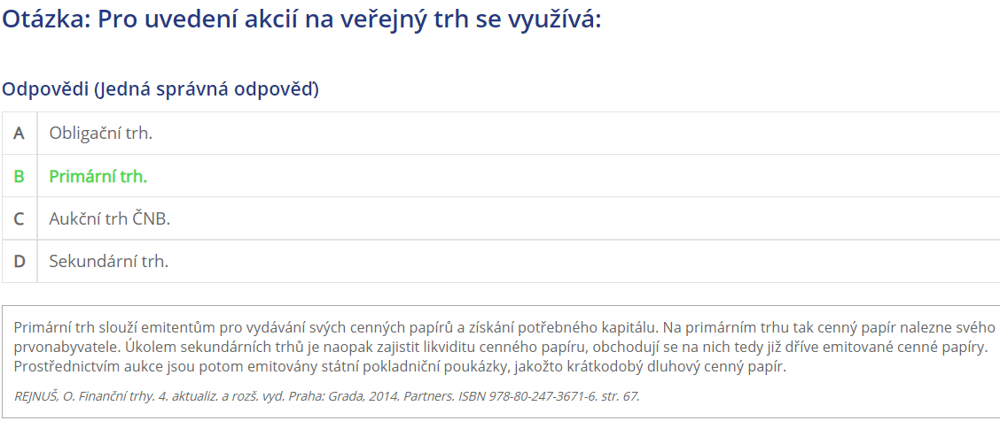 Otázka: Pro uvedení akcií na veřejný trh se využívá:
Odpovědi (Jedná správná odpověď)
A Obligační trh.
B Primární trh.
C Aukční trh ČNB.
D Sekundární trh.
Primární trh slouží emitentům pro vydávání svých cenných papírů a získání potřebného kapitálu. Na primárním trhu tak cenný papír nalezne svého
prvonabyvatele. Úkolem sekundárních trhů je naopak zajistit likviditu cenného papíru, obchodují se na nich tedy již dříve emitované cenné papíry.
Prostřednictvím aukce jsou potom emitovány státní pokladniční poukázky, jakožto krátkodobý dluhový cenný papír.
REJNUŠ, O. Finanční trhy. 4. aktualiz. a rozš. vyd. Praha: Grada, 2014. Partners. ISBN 978-80-247-3671-6. str. 67.